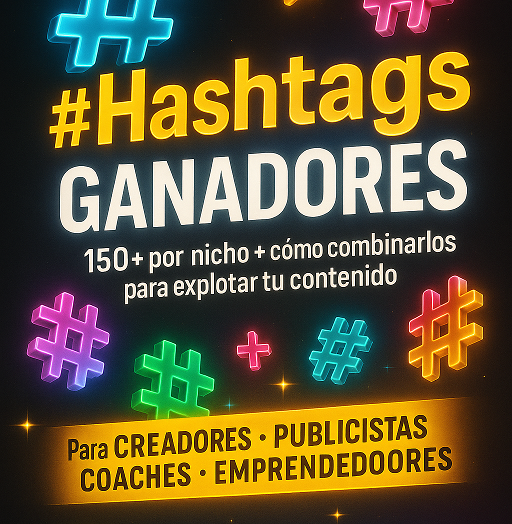 #Hashtags
GANADORES
150+ por nicho + cómo combinarlos
para explotar tu contenido
Para CREADORES · PUBLICISTAS
COACHES · EMPRENDEDOORES